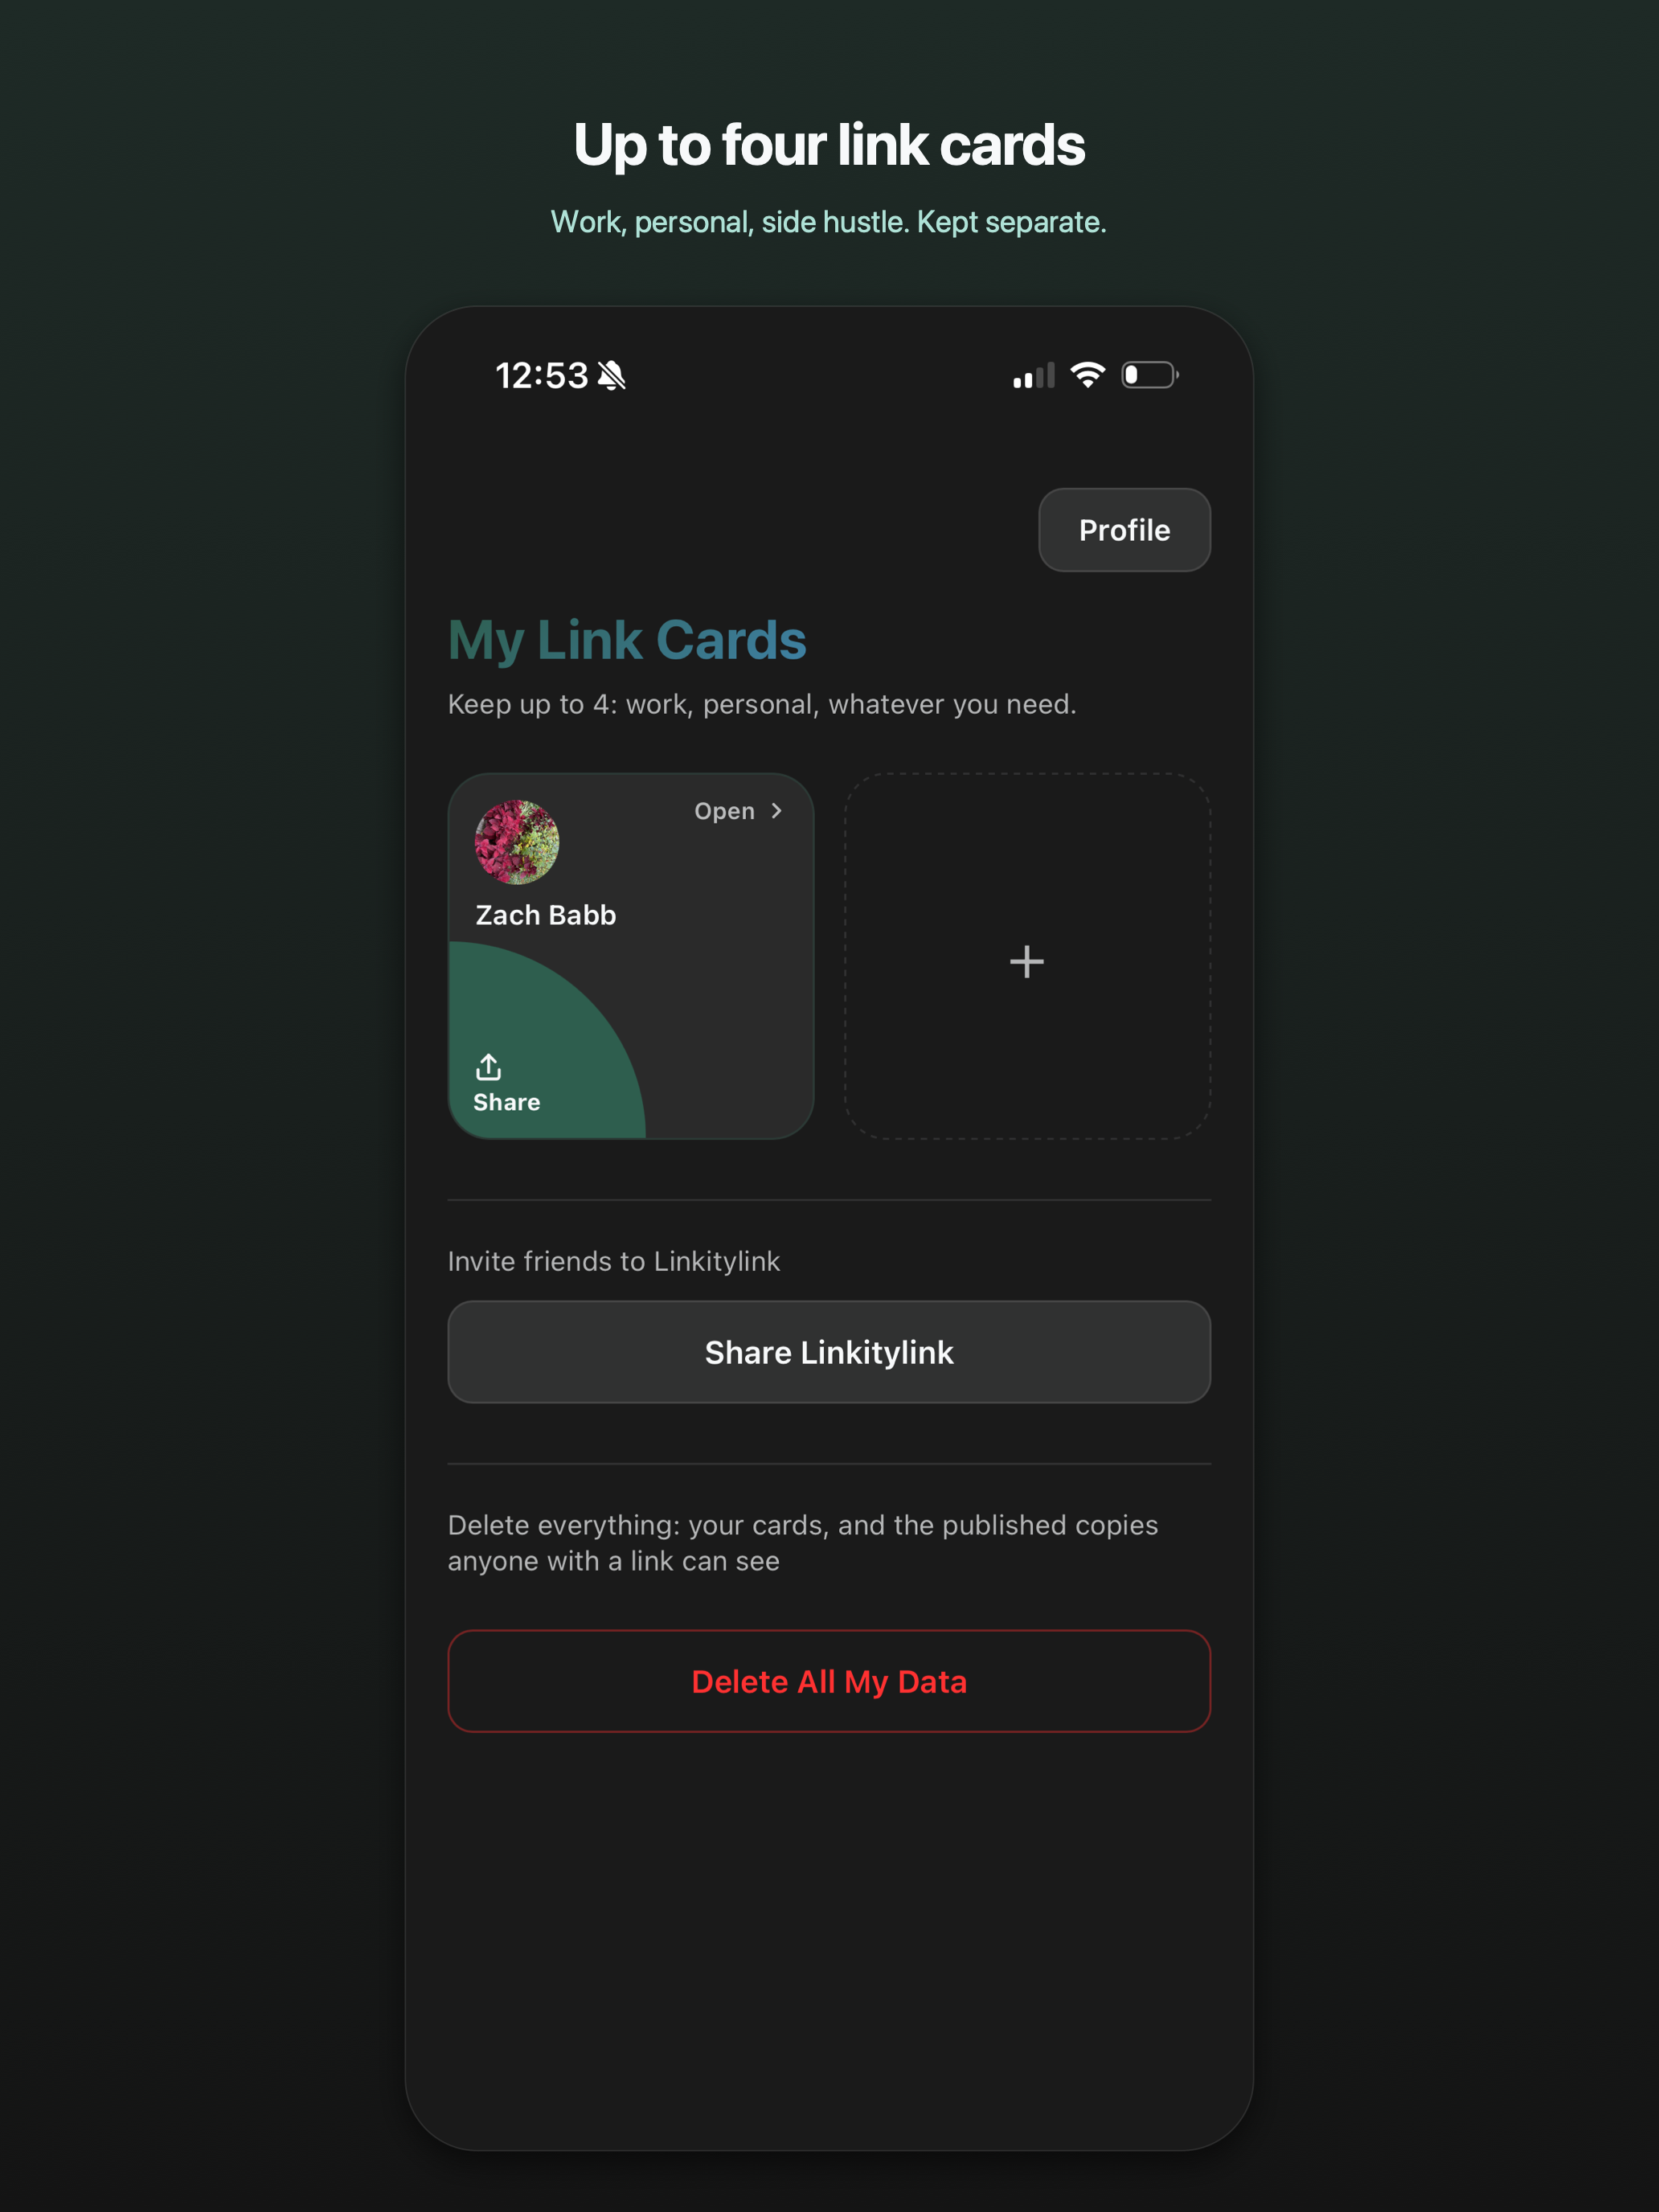 Up to four link cards
Work, personal, side hustle. Kept separate.
12:53
Profile
My Link Cards
Keep up to 4: work, personal, whatever you need.
Open
Zach Babb
Share
Invite friends to Linkitylink
Share Linkitylink
Delete everything: your cards, and the published copies
anyone with a link can see
Delete All My Data